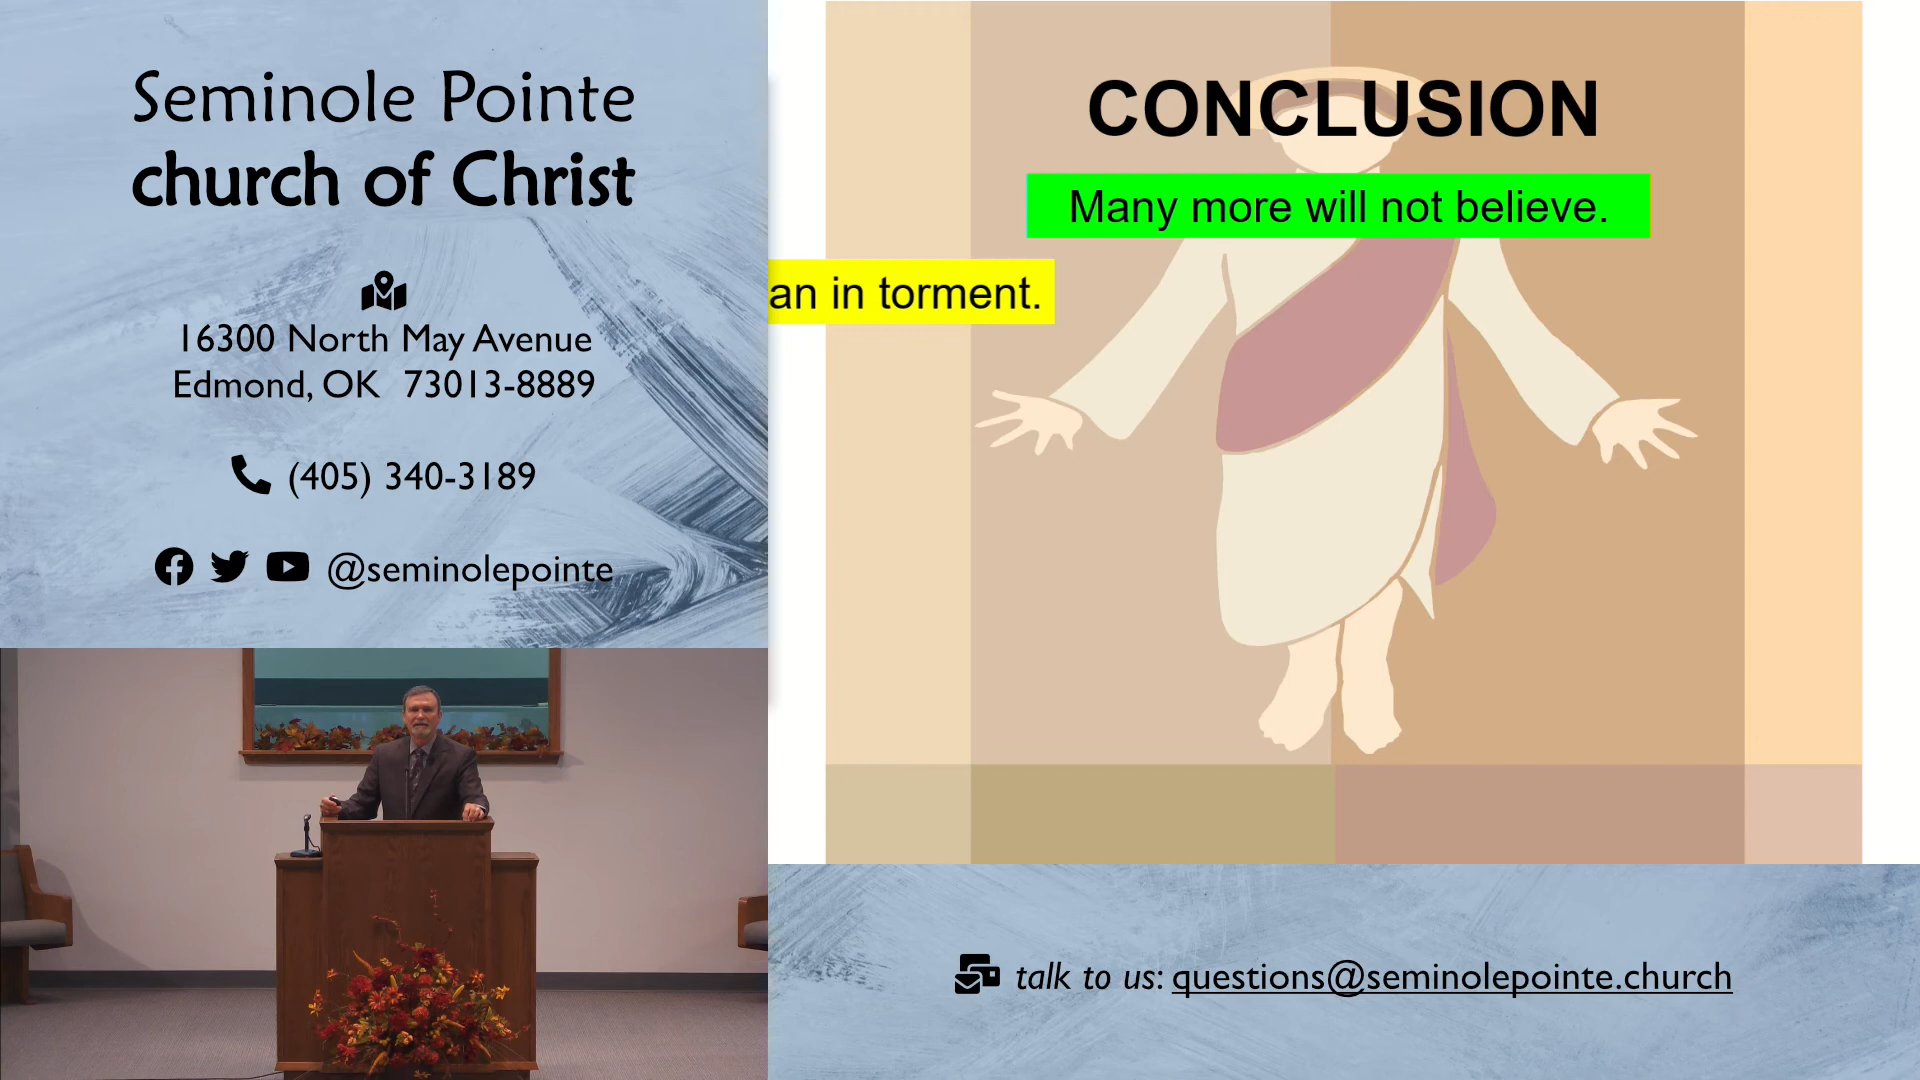 Seminole Pointe
church of Christ
16300 North May Avenue
Edmond, OK 73013-8889
(405) 340-3189
@seminolepointe
CONCLUSION
Many more will not believe.
an in torment.
talk to us: questions@seminolepointe.church